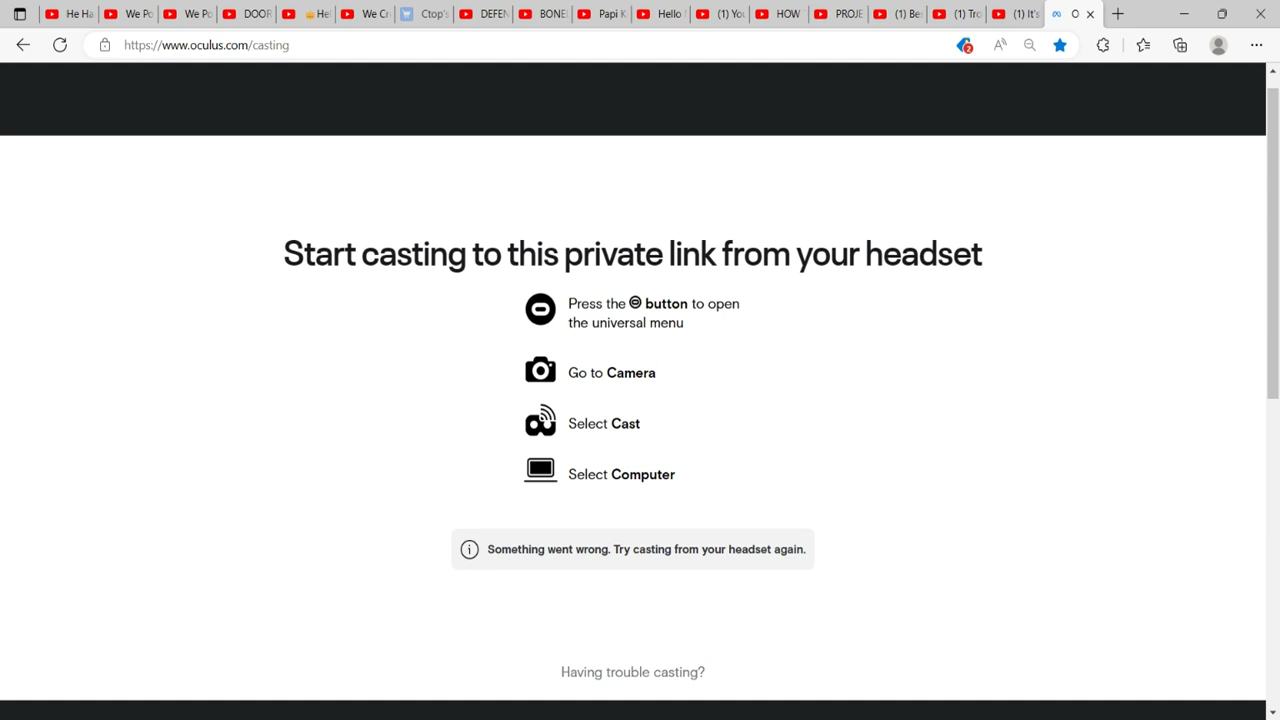 He Ha
We Po
We Po
DOOR
He
We Cr
Ctop's
DEFEN
BONE
Papi K
Hello
(1) You
HOW
PROJE
(1) Be
(1) Tro
(1) It's
O
https://www.oculus.com/casting
2
Start casting to this private link from your headset
Press the button to open
the universal menu
Go to Camera
Select Cast
Select Computer
Something went wrong. Try casting from your headset again.
Having trouble casting?